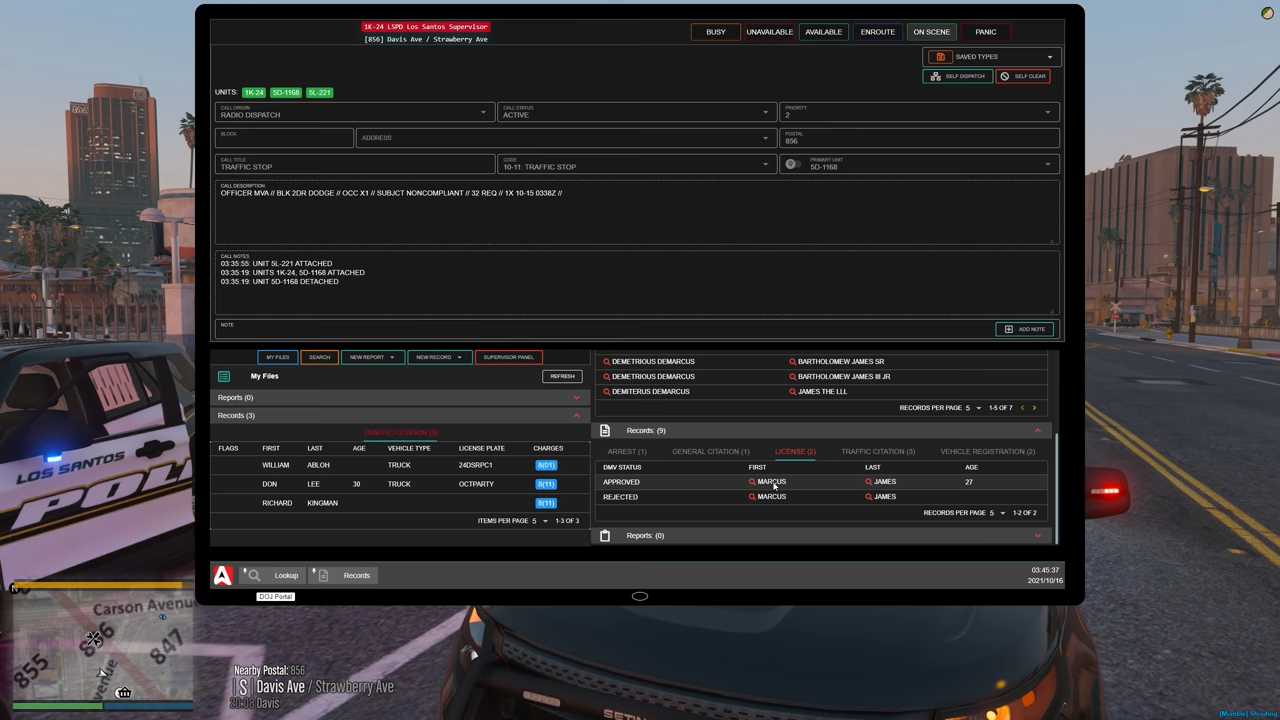 1K-24 LSPD Los Santos Supervisor
[856] Davis Ave / Strawberry Ave
BUSY UNAVAILABLE AVAILABLE ENROUTE ON SCENE PANIC
SAVED TYPES
SELF DISPATCH SELF CLEAR
UNITS: 1K-24 5D-1168 5L-221
CALL ORIGIN CALL STATUS PRIORITY
RADIO DISPATCH ACTIVE 2
BLOCK ADDRESS POSTAL
856
CALL TITLE CODE PRIMARY UNIT
TRAFFIC STOP 10-11: TRAFFIC STOP 5D-1168
CALL DESCRIPTION
OFFICER MVA // BLK 2DR DODGE // OCC X1 // SUBJCT NONCOMPLIANT // 32 REQ // 1X 10-15 0338Z //
CALL NOTES
03:35:55: UNIT 5L-221 ATTACHED
03:35:19: UNITS 1K-24, 5D-1168 ATTACHED
03:35:19: UNIT 5D-1168 DETACHED
NOTE
ADD NOTE
MY FILES SEARCH NEW REPORT NEW RECORD SUPERVISOR PANEL
My Files REFRESH
Reports (0)
Records (3)
TRAFFIC CITATION (3)
FLAGS FIRST LAST AGE VEHICLE TYPE LICENSE PLATE CHARGES
WILLIAM ABLOH TRUCK 24DSRPC1 8(01)
DON LEE 30 TRUCK OCTPARTY 8(11)
RICHARD KINGMAN 8(11)
ITEMS PER PAGE 5 1-3 OF 3
DEMETRIOUS DEMARCUS BARTHOLOMEW JAMES SR
DEMETRIOUS DEMARCUS BARTHOLOMEW JAMES III JR
DEMITERUS DEMARCUS JAMES THE LLL
RECORDS PER PAGE 5 1-5 OF 7
Records: (9)
ARREST (1) GENERAL CITATION (1) LICENSE (2) TRAFFIC CITATION (3) VEHICLE REGISTRATION (2)
DMV STATUS FIRST LAST AGE
APPROVED MARCUS JAMES 27
REJECTED MARCUS JAMES
RECORDS PER PAGE 5 1-2 OF 2
Reports: (0)
Lookup Records
03:45:37
2021/10/16
DOJ Portal
LOS SANTOS
POLI
N
Carson Avenue
856
847
855
Nearby Postal: 856
| S | Davis Ave / Strawberry Ave
20:08 Davis
[Mumble] Shouting